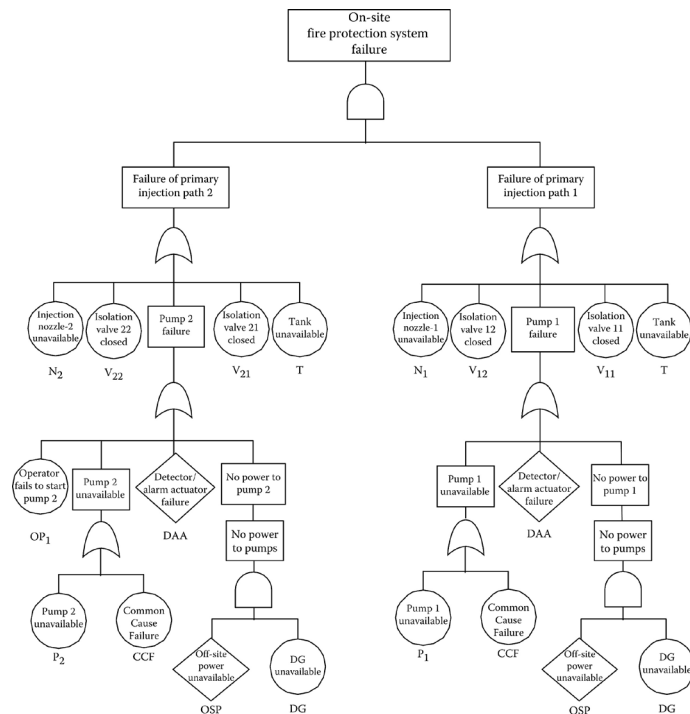 On-site
fire protection system
failure
Failure of primary
injection path 2
Failure of primary
injection path 1
Injection
nozzle-2
unavailable
Isolation
valve 22
closed
Pump 2
failure
Isolation
valve 21
closed
Tank
unavailable
N2
V22
V21
T
Injection
nozzle-1
unavailable
Isolation
valve 12
closed
Pump 1
failure
Isolation
valve 11
closed
Tank
unavailable
N1
V12
V11
T
Operator
fails to start
pump 2
Pump 2
unavailable
Detector/
alarm actuator
failure
No power to
pump 2
OP1
DAA
No power
to pumps
Pump 2
unavailable
Common
Cause
Failure
P2
CCF
Off-site
power
unavailable
DG
unavailable
OSP
DG
Pump 1
unavailable
Detector/
alarm actuator
failure
No power to
pump 1
DAA
No power
to pumps
Pump 1
unavailable
Common
Cause
Failure
P1
CCF
Off-site
power
unavailable
DG
unavailable
OSP
DG